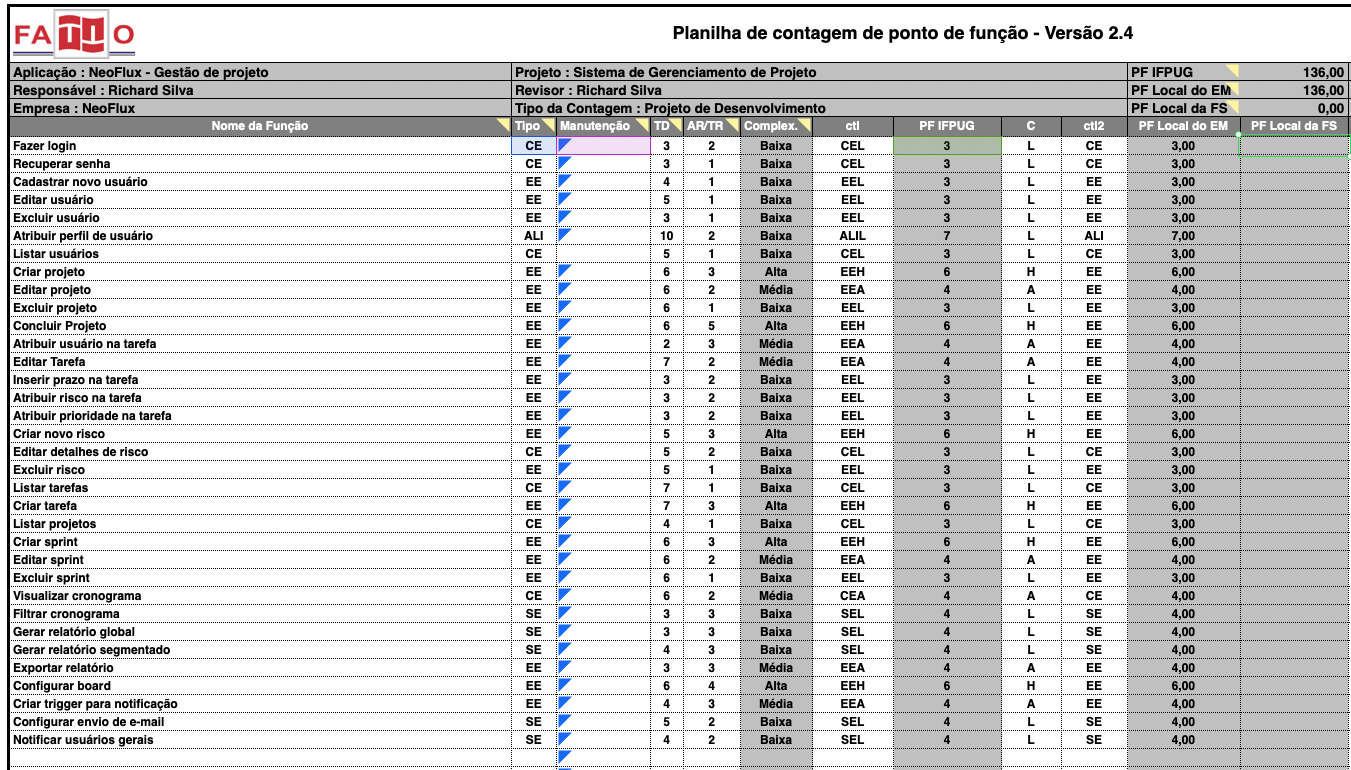 FATTO Planilha de contagem de ponto de função - Versão 2.4
Aplicação : NeoFlux - Gestão de projeto Projeto : Sistema de Gerenciamento de Projeto PF IFPUG 136,00
Responsável : Richard Silva Revisor : Richard Silva PF Local do EM 136,00
Empresa : NeoFlux Tipo da Contagem : Projeto de Desenvolvimento PF Local da FS 0,00
Nome da Função Tipo Manutenção TD AR/TR Complex. ctl PF IFPUG C ctl2 PF Local do EM PF Local da FS
Fazer login CE 3 2 Baixa CEL 3 L CE 3,00
Recuperar senha CE 3 1 Baixa CEL 3 L CE 3,00
Cadastrar novo usuário EE 4 1 Baixa EEL 3 L EE 3,00
Editar usuário EE 5 1 Baixa EEL 3 L EE 3,00
Excluir usuário EE 3 1 Baixa EEL 3 L EE 3,00
Atribuir perfil de usuário ALI 10 2 Baixa ALIL 7 L ALI 7,00
Listar usuários CE 5 1 Baixa CEL 3 L CE 3,00
Criar projeto EE 6 3 Alta EEH 6 H EE 6,00
Editar projeto EE 6 2 Média EEA 4 A EE 4,00
Excluir projeto EE 6 1 Baixa EEL 3 L EE 3,00
Concluir Projeto EE 6 5 Alta EEH 6 H EE 6,00
Atribuir usuário na tarefa EE 2 3 Média EEA 4 A EE 4,00
Editar Tarefa EE 7 2 Média EEA 4 A EE 4,00
Inserir prazo na tarefa EE 3 2 Baixa EEL 3 L EE 3,00
Atribuir risco na tarefa EE 3 2 Baixa EEL 3 L EE 3,00
Atribuir prioridade na tarefa EE 3 2 Baixa EEL 3 L EE 3,00
Criar novo risco EE 5 3 Alta EEH 6 H EE 6,00
Editar detalhes de risco CE 5 2 Baixa CEL 3 L CE 3,00
Excluir risco EE 5 1 Baixa EEL 3 L EE 3,00
Listar tarefas CE 7 1 Baixa CEL 3 L CE 3,00
Criar tarefa EE 7 3 Alta EEH 6 H EE 6,00
Listar projetos CE 4 1 Baixa CEL 3 L CE 3,00
Criar sprint EE 6 3 Alta EEH 6 H EE 6,00
Editar sprint EE 6 2 Média EEA 4 A EE 4,00
Excluir sprint EE 6 1 Baixa EEL 3 L EE 3,00
Visualizar cronograma CE 6 2 Média CEA 4 A CE 4,00
Filtrar cronograma SE 3 3 Baixa SEL 4 L SE 4,00
Gerar relatório global SE 3 3 Baixa SEL 4 L SE 4,00
Gerar relatório segmentado SE 4 3 Baixa SEL 4 L SE 4,00
Exportar relatório EE 3 3 Média EEA 4 A EE 4,00
Configurar board EE 6 4 Alta EEH 6 H EE 6,00
Criar trigger para notificação EE 4 3 Média EEA 4 A EE 4,00
Configurar envio de e-mail SE 5 2 Baixa SEL 4 L SE 4,00
Notificar usuários gerais SE 4 2 Baixa SEL 4 L SE 4,00